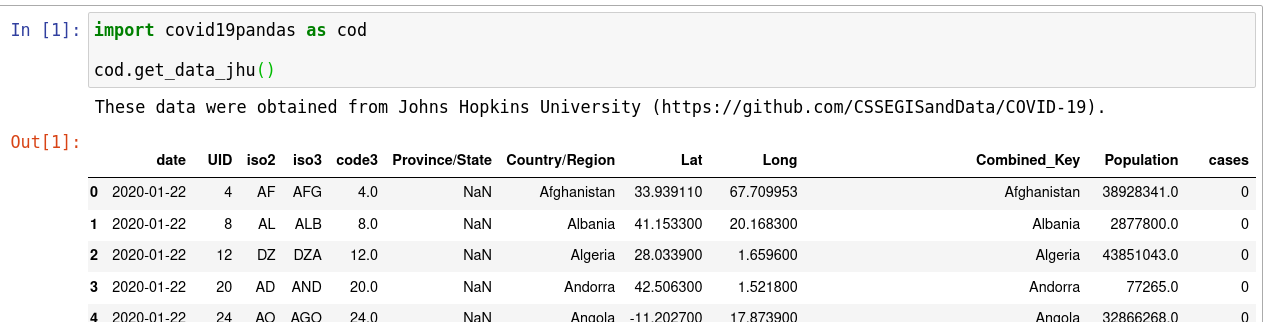 In [1]: import covid19pandas as cod
cod.get_data_jhu()
These data were obtained from Johns Hopkins University (https://github.com/CSSEGISandData/COVID-19).
Out[1]:
date UID iso2 iso3 code3 Province/State Country/Region Lat Long Combined_Key Population cases
0 2020-01-22 4 AF AFG 4.0 NaN Afghanistan 33.939110 67.709953 Afghanistan 38928341.0 0
1 2020-01-22 8 AL ALB 8.0 NaN Albania 41.153300 20.168300 Albania 2877800.0 0
2 2020-01-22 12 DZ DZA 12.0 NaN Algeria 28.033900 1.659600 Algeria 43851043.0 0
3 2020-01-22 20 AD AND 20.0 NaN Andorra 42.506300 1.521800 Andorra 77265.0 0
4 2020-01-22 24 AO AGO 24.0 NaN Angola -11.202700 17.873900 Angola 32866268.0 0